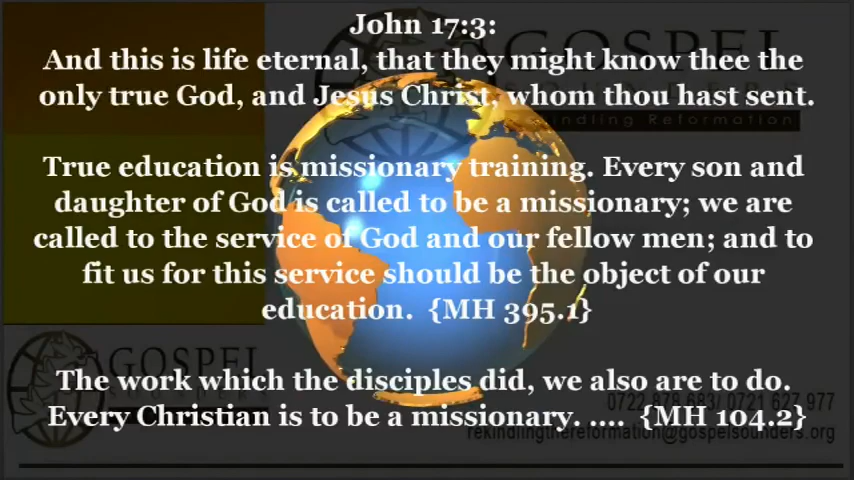 John 17:3:
And this is life eternal, that they might know thee the
only true God, and Jesus Christ, whom thou hast sent.
True education is missionary training. Every son and
daughter of God is called to be a missionary; we are
called to the service of God and our fellow men; and to
fit us for this service should be the object of our
education. {MH 395.1}
The work which the disciples did, we also are to do.
Every Christian is to be a missionary. .... {MH 104.2}
GOSPEL
SOUNDERS
Rekindling Reformation
GOSPEL
SOUNDERS
0722 878 683/ 0721 627 977
rekindlingthereformation@gospelsounders.org